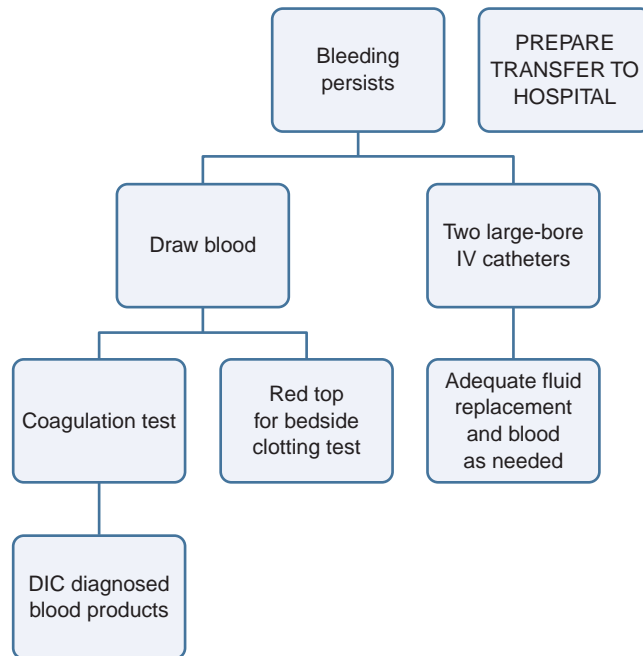 Bleeding
persists
PREPARE
TRANSFER TO
HOSPITAL
Draw blood
Two large-bore
IV catheters
Coagulation test
Red top
for bedside
clotting test
Adequate fluid
replacement
and blood
as needed
DIC diagnosed
blood products